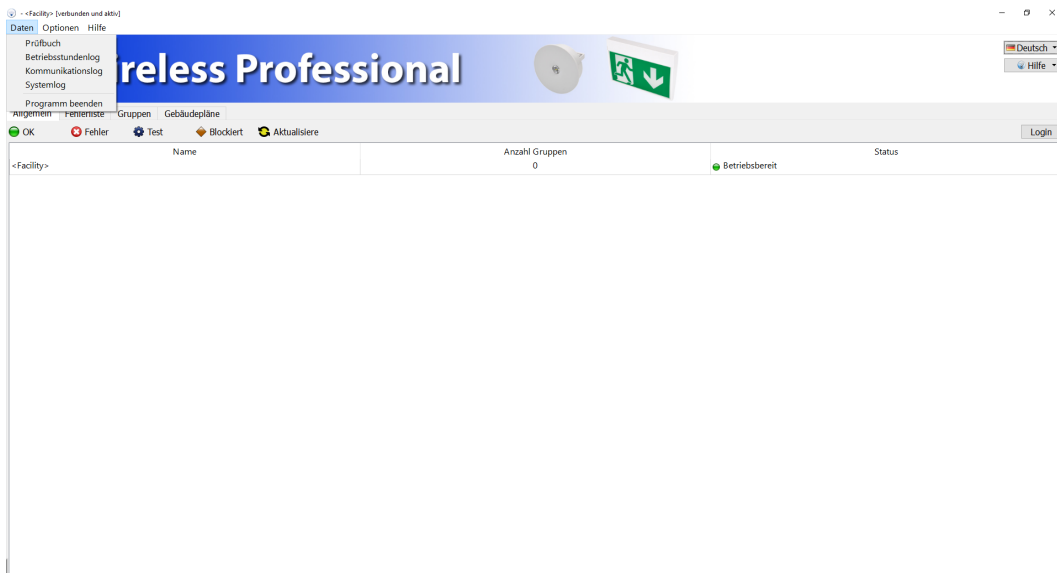 - <Facility> [verbunden und aktiv]
Daten Optionen Hilfe
Prüfbuch
Betriebsstundenlog
Kommunikationslog
Systemlog
Programm beenden
ireless Professional
Deutsch
Hilfe
Allgemein Fehlerliste Gruppen Gebäudepläne
OK Fehler Test Blockiert Aktualisiere Login
Name Anzahl Gruppen Status
<Facility> 0 Betriebsbereit